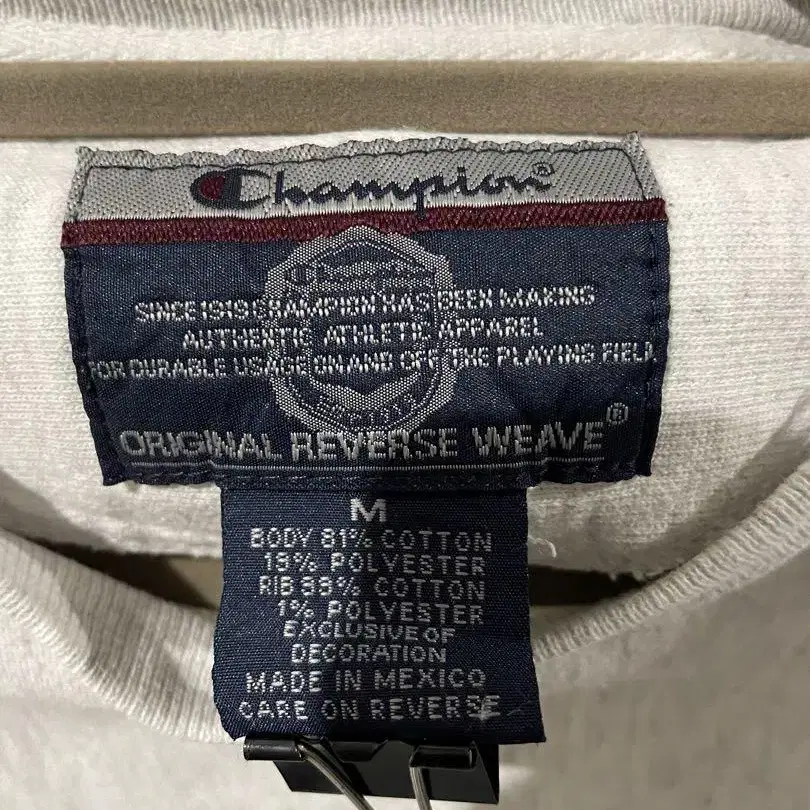 Champion®
Champion
SINCE 1919 CHAMPION HAS BEEN MAKING
AUTHENTIC ATHLETIC APPAREL
FOR DURABLE USAGE ON AND OFF THE PLAYING FIELD
ORIGINAL REVERSE WEAVE®
M
BODY 81% COTTON
19% POLYESTER
RIB 99% COTTON
1% POLYESTER
EXCLUSIVE OF
DECORATION
MADE IN MEXICO
CARE ON REVERSE